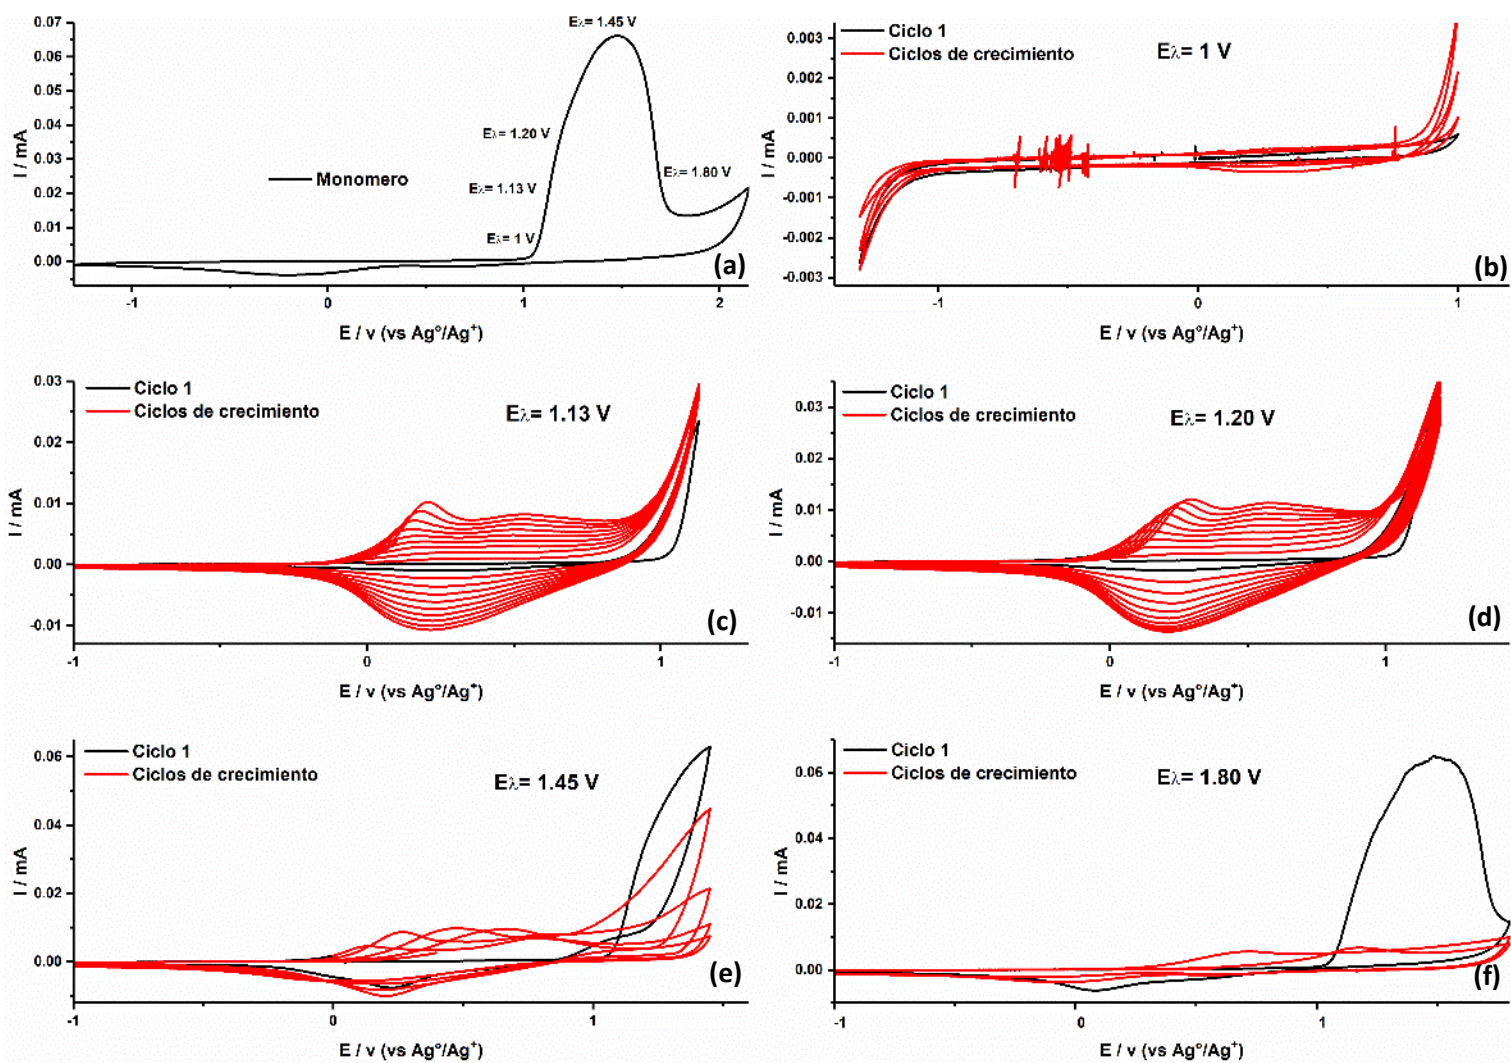 0.07
0.06
0.05
0.04
0.03
0.02
0.01
0.00
I / mA
Eλ= 1.45 V
Eλ= 1.20 V
Eλ= 1.13 V
Eλ= 1 V
Eλ= 1.80 V
Monomero
(a)
-1
0
1
2
E / v (vs Ag°/Ag⁺)
0.003
0.002
0.001
0.000
-0.001
-0.002
-0.003
I / mA
Ciclo 1
Ciclos de crecimiento
Eλ= 1 V
(b)
-1
0
1
E / v (vs Ag°/Ag⁺)
0.03
0.02
0.01
0.00
-0.01
I / mA
Ciclo 1
Ciclos de crecimiento
Eλ= 1.13 V
(c)
-1
0
1
E / v (vs Ag°/Ag⁺)
0.03
0.02
0.01
0.00
-0.01
I / mA
Ciclo 1
Ciclos de crecimiento
Eλ= 1.20 V
(d)
-1
0
1
E / v (vs Ag°/Ag⁺)
0.06
0.04
0.02
0.00
I / mA
Ciclo 1
Ciclos de crecimiento
Eλ= 1.45 V
(e)
-1
0
1
E / v (vs Ag°/Ag⁺)
0.06
0.04
0.02
0.00
I / mA
Ciclo 1
Ciclos de crecimiento
Eλ= 1.80 V
(f)
-1
0
1
E / v (vs Ag°/Ag⁺)